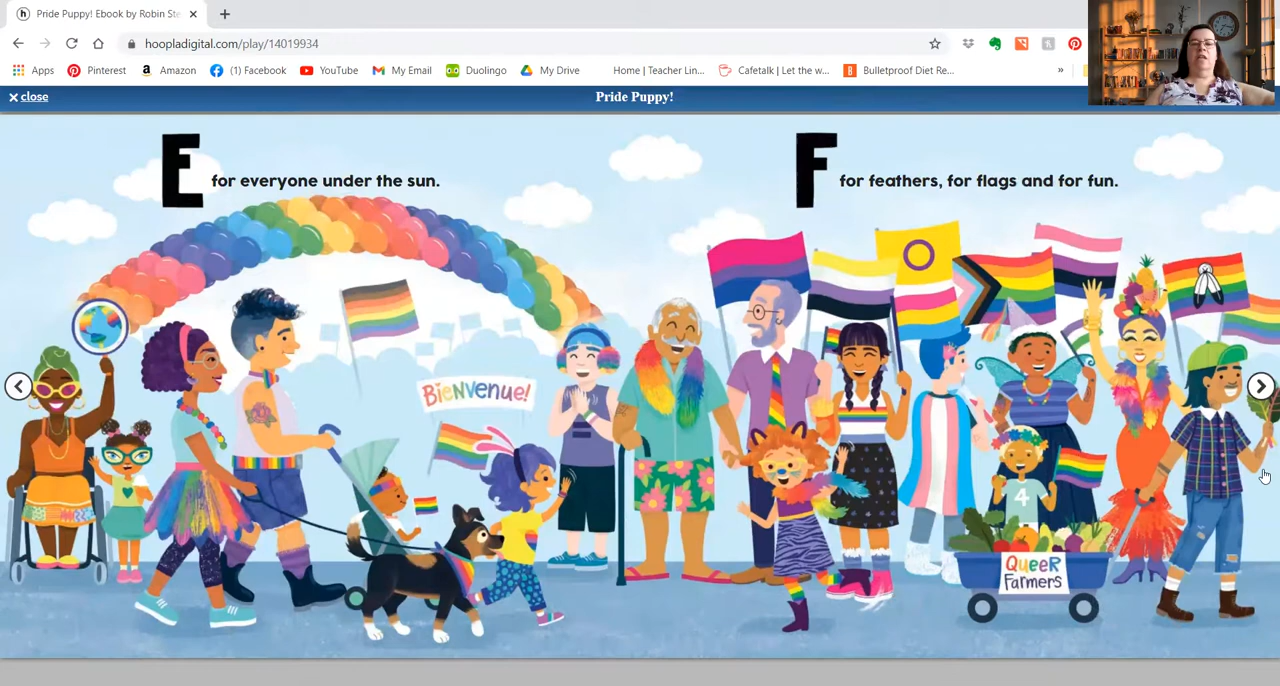 Pride Puppy! Ebook by Robin Ste
hoopladigital.com/play/14019934
Apps Pinterest Amazon (1) Facebook YouTube My Email Duolingo My Drive Home | Teacher Lin... Cafetalk | Let the w... Bulletproof Diet Re... »
close
Pride Puppy!
E for everyone under the sun.
F for feathers, for flags and for fun.
BIENVENUE!
4
QUEER
FARMERS